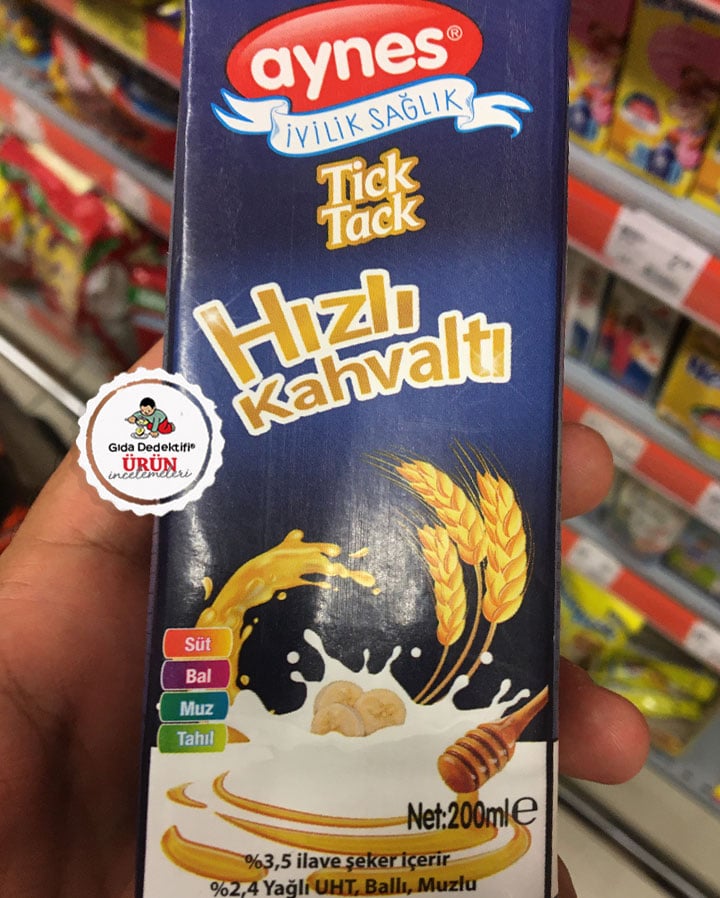 aynes®
İYİLİK SAĞLIK
Tick
Tack
Hızlı
Kahvaltı
Gıda Dedektifi®
ÜRÜN
incelemeleri
Süt
Bal
Muz
Tahıl
Net:200ml℮
%3,5 ilave şeker içerir
%2,4 Yağlı UHT, Ballı, Muzlu